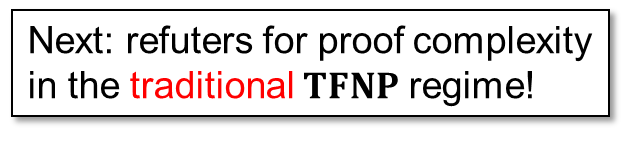 Next: refuters for proof complexity
in the traditional TFNP regime!